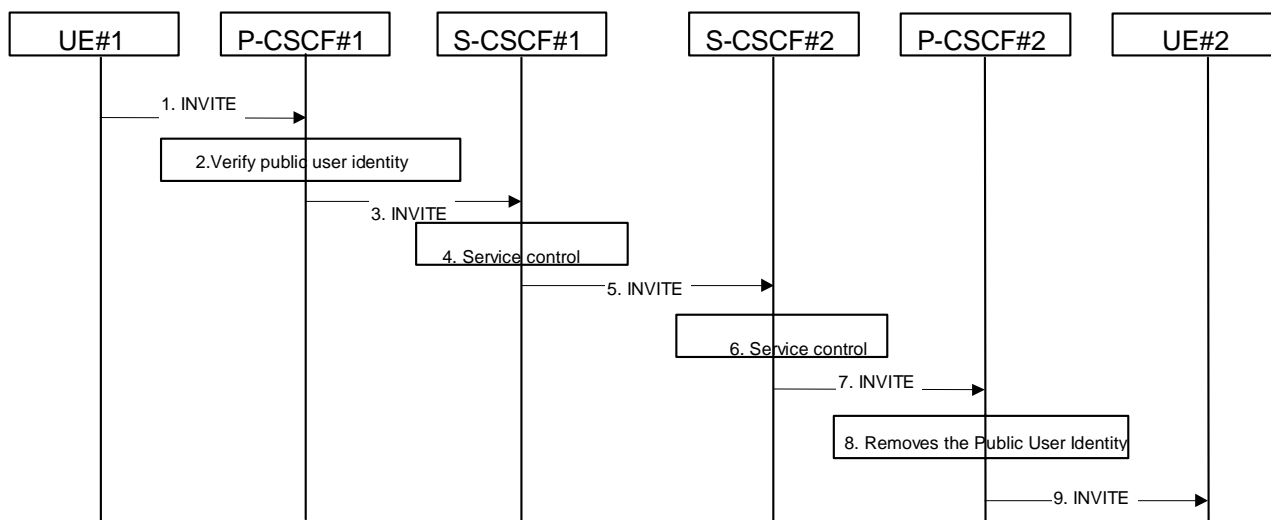 UE#1
P-CSCF#1
S-CSCF#1
S-CSCF#2
P-CSCF#2
UE#2
1. INVITE
2.Verify public user identity
3. INVITE
4. Service control
5. INVITE
6. Service control
7. INVITE
8. Removes the Public User Identity
9. INVITE